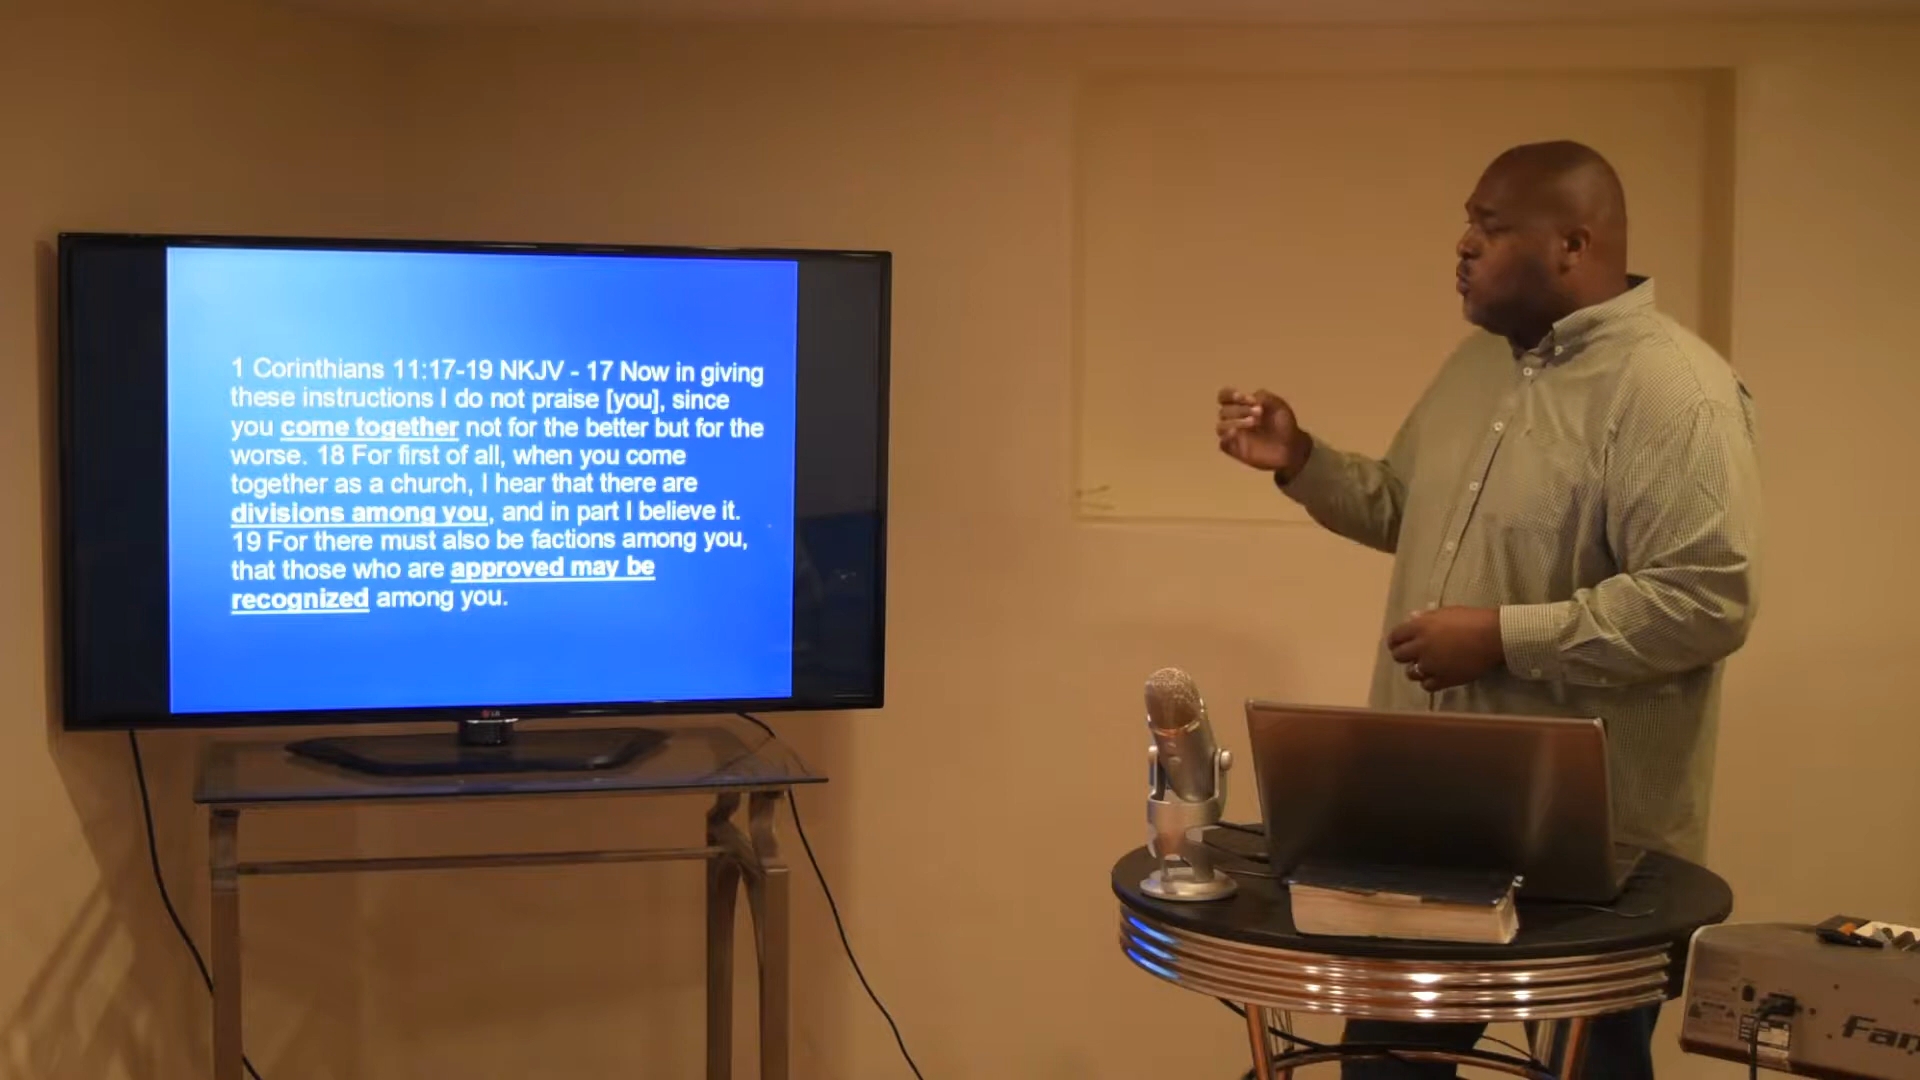 1 Corinthians 11:17-19 NKJV - 17 Now in giving
these instructions I do not praise [you], since
you come together not for the better but for the
worse. 18 For first of all, when you come
together as a church, I hear that there are
divisions among you, and in part I believe it.
19 For there must also be factions among you,
that those who are approved may be
recognized among you.
LG
Fan